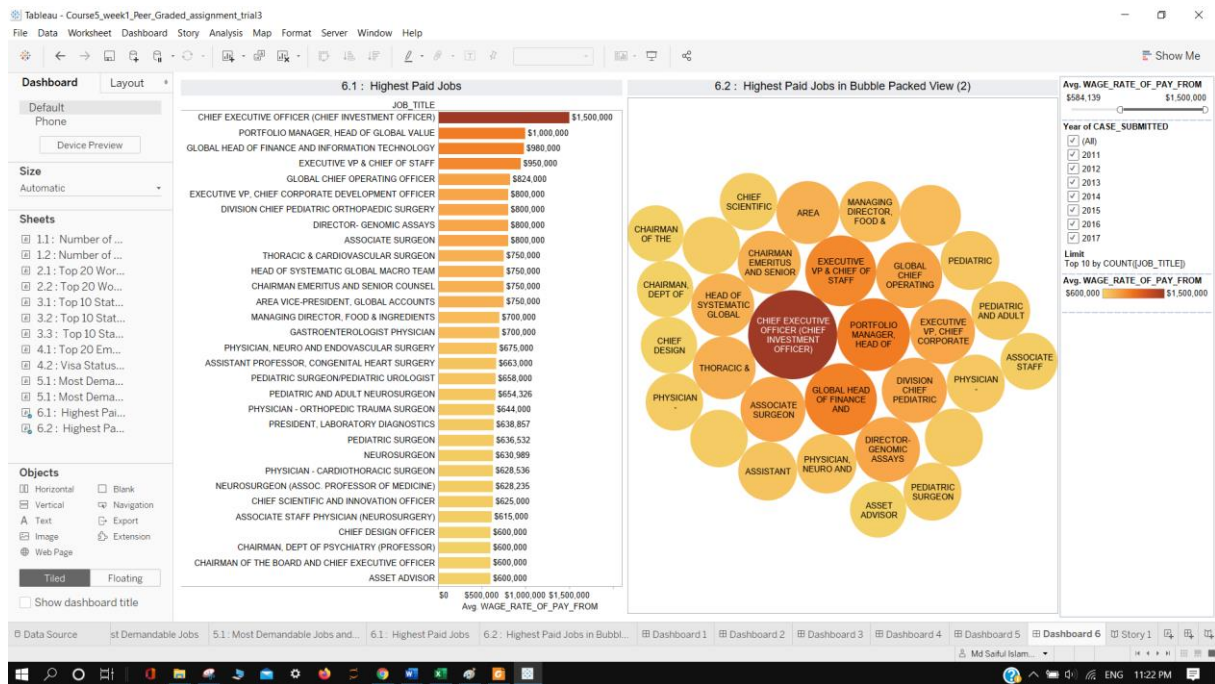 Tableau - Course5_week1_Peer_Graded_assignment_trial3
File Data Worksheet Dashboard Story Analysis Map Format Server Window Help
Show Me
Dashboard Layout
Default
Phone
Device Preview
Size
Automatic
Sheets
1.1: Number of ...
1.2: Number of ...
2.1: Top 20 Wor...
2.2: Top 20 Wo...
3.1: Top 10 Stat...
3.2: Top 10 Stat...
3.3 : Top 10 Sta...
4.1: Top 20 Em...
4.2: Visa Status...
5.1: Most Dema...
5.1: Most Dema...
6.1: Highest Pai...
6.2: Highest Pa...
Objects
Horizontal Blank
Vertical Navigation
Text Export
Image Extension
Web Page
Tiled Floating
Show dashboard title
6.1 : Highest Paid Jobs
JOB_TITLE
CHIEF EXECUTIVE OFFICER (CHIEF INVESTMENT OFFICER) $1,500,000
PORTFOLIO MANAGER, HEAD OF GLOBAL VALUE $1,000,000
GLOBAL HEAD OF FINANCE AND INFORMATION TECHNOLOGY $980,000
EXECUTIVE VP & CHIEF OF STAFF $950,000
GLOBAL CHIEF OPERATING OFFICER $824,000
EXECUTIVE VP, CHIEF CORPORATE DEVELOPMENT OFFICER $800,000
DIVISION CHIEF PEDIATRIC ORTHOPAEDIC SURGERY $800,000
DIRECTOR- GENOMIC ASSAYS $800,000
ASSOCIATE SURGEON $800,000
THORACIC & CARDIOVASCULAR SURGEON $750,000
HEAD OF SYSTEMATIC GLOBAL MACRO TEAM $750,000
CHAIRMAN EMERITUS AND SENIOR COUNSEL $750,000
AREA VICE-PRESIDENT, GLOBAL ACCOUNTS $750,000
MANAGING DIRECTOR, FOOD & INGREDIENTS $700,000
GASTROENTEROLOGIST PHYSICIAN $700,000
PHYSICIAN, NEURO AND ENDOVASCULAR SURGERY $675,000
ASSISTANT PROFESSOR, CONGENITAL HEART SURGERY $663,000
PEDIATRIC SURGEON/PEDIATRIC UROLOGIST $658,000
PEDIATRIC AND ADULT NEUROSURGEON $654,326
PHYSICIAN - ORTHOPEDIC TRAUMA SURGEON $644,000
PRESIDENT, LABORATORY DIAGNOSTICS $638,857
PEDIATRIC SURGEON $636,532
NEUROSURGEON $630,989
PHYSICIAN - CARDIOTHORACIC SURGEON $628,536
NEUROSURGEON (ASSOC. PROFESSOR OF MEDICINE) $628,235
CHIEF SCIENTIFIC AND INNOVATION OFFICER $625,000
ASSOCIATE STAFF PHYSICIAN (NEUROSURGERY) $615,000
CHIEF DESIGN OFFICER $600,000
CHAIRMAN, DEPT OF PSYCHIATRY (PROFESSOR) $600,000
CHAIRMAN OF THE BOARD AND CHIEF EXECUTIVE OFFICER $600,000
ASSET ADVISOR $600,000
$0 $500,000 $1,000,000 $1,500,000
Avg. WAGE_RATE_OF_PAY_FROM
6.2 : Highest Paid Jobs in Bubble Packed View (2)
CHIEF
SCIENTIFIC
AREA
MANAGING
DIRECTOR,
FOOD &
CHAIRMAN
OF THE
CHAIRMAN
EMERITUS
AND SENIOR
EXECUTIVE
VP & CHIEF OF
STAFF
GLOBAL
CHIEF
OPERATING
PEDIATRIC
CHAIRMAN,
DEPT OF
HEAD OF
SYSTEMATIC
GLOBAL
PEDIATRIC
AND ADULT
CHIEF EXECUTIVE
OFFICER (CHIEF
INVESTMENT
OFFICER)
PORTFOLIO
MANAGER,
HEAD OF
EXECUTIVE
VP, CHIEF
CORPORATE
CHIEF
DESIGN
ASSOCIATE
STAFF
THORACIC &
PHYSICIAN
-
GLOBAL HEAD
OF FINANCE
AND
DIVISION
CHIEF
PEDIATRIC
PHYSICIAN
-
ASSOCIATE
SURGEON
DIRECTOR-
GENOMIC
ASSAYS
ASSISTANT
PHYSICIAN,
NEURO AND
PEDIATRIC
SURGEON
ASSET
ADVISOR
Avg. WAGE_RATE_OF_PAY_FROM
$584,139 $1,500,000
Year of CASE_SUBMITTED
(All)
2011
2012
2013
2014
2015
2016
2017
Limit
Top 10 by COUNT([JOB_TITLE])
Avg. WAGE_RATE_OF_PAY_FROM
$600,000 $1,500,000
Data Source st Demandable Jobs 5.1 : Most Demandable Jobs and... 6.1 : Highest Paid Jobs 6.2 : Highest Paid Jobs in Bubbl... Dashboard 1 Dashboard 2 Dashboard 3 Dashboard 4 Dashboard 5 Dashboard 6 Story 1
Md Saiful Islam...
ENG 11:22 PM